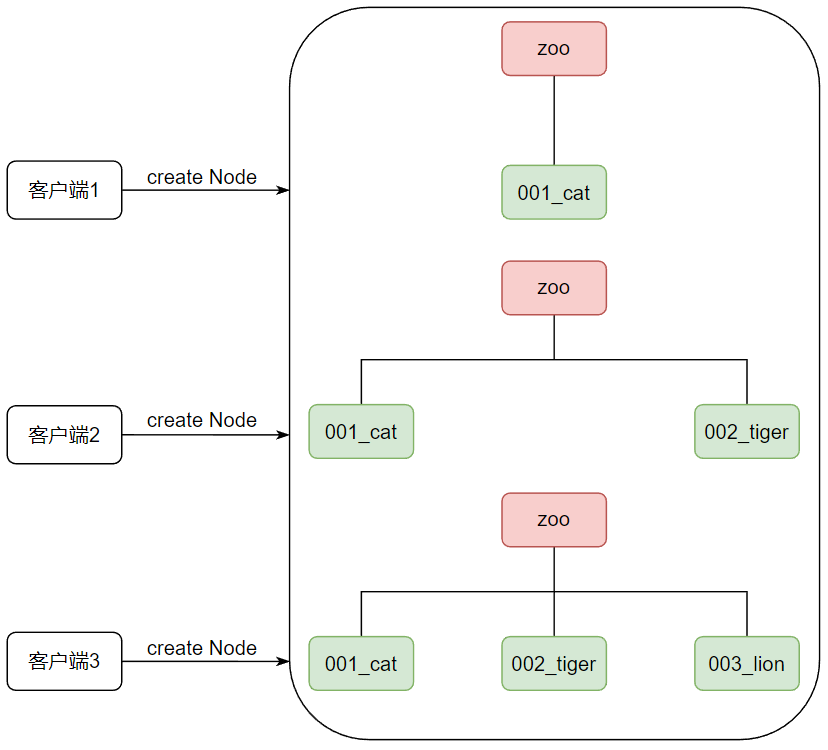 zoo
客户端1
create Node
001_cat
zoo
客户端2
create Node
001_cat
002_tiger
zoo
客户端3
create Node
001_cat
002_tiger
003_lion